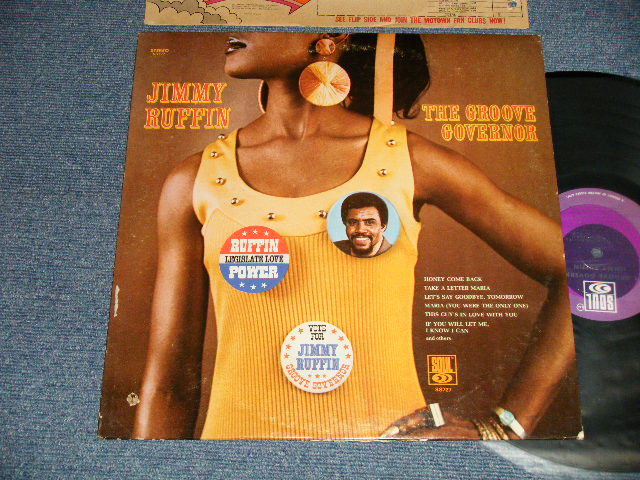 SEE FLIP SIDE AND JOIN THE MOTOWN FAN CLUBS NOW!
STEREO
JIMMY
RUFFIN
THE GROOVE
GOVERNOR
RUFFIN
LEGISLATE LOVE
POWER
VOTE
FOR
JIMMY
RUFFIN
GROOVE GOVERNOR
HONEY COME BACK
TAKE A LETTER MARIA
LET'S SAY GOODBYE, TOMORROW
MARIA (YOU WERE THE ONLY ONE)
THIS GUY'S IN LOVE WITH YOU
IF YOU WILL LET ME,
I KNOW I CAN
and others
SOUL
SS727
SOUL